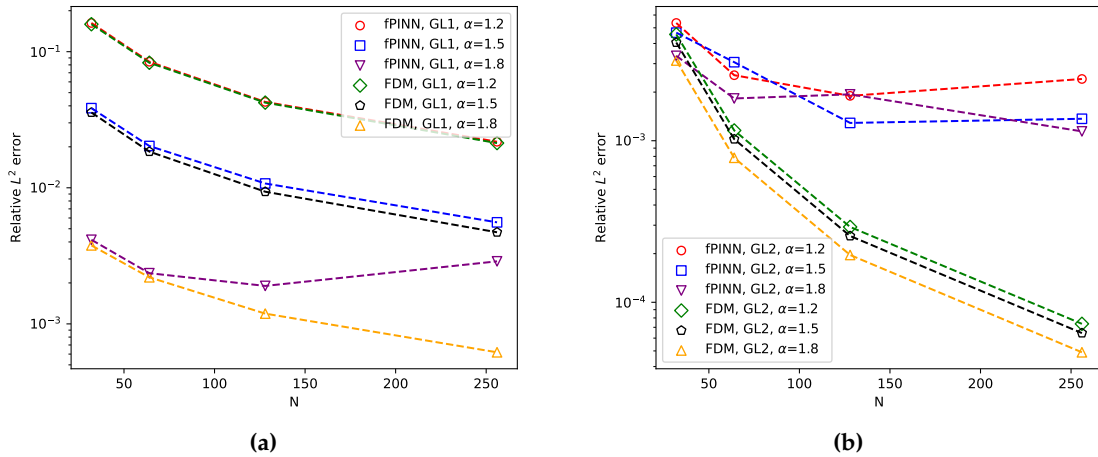 10⁻¹
10⁻²
10⁻³
Relative L² error
50
100
150
200
250
N
fPINN, GL1, α=1.2
fPINN, GL1, α=1.5
fPINN, GL1, α=1.8
FDM, GL1, α=1.2
FDM, GL1, α=1.5
FDM, GL1, α=1.8
(a)
10⁻³
10⁻⁴
Relative L² error
50
100
150
200
250
N
fPINN, GL2, α=1.2
fPINN, GL2, α=1.5
fPINN, GL2, α=1.8
FDM, GL2, α=1.2
FDM, GL2, α=1.5
FDM, GL2, α=1.8
(b)